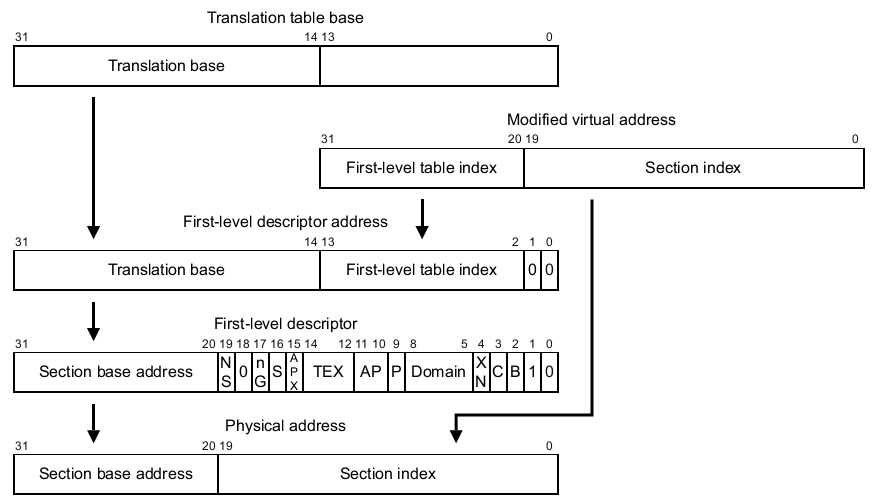 Translation table base
31 14 13 0
Translation base
Modified virtual address
31 20 19 0
First-level table index Section index
First-level descriptor address
31 14 13 2 1 0
Translation base First-level table index 0 0
First-level descriptor
31 20 19 18 17 16 15 14 12 11 10 9 8 5 4 3 2 1 0
Section base address NS 0 nG S APX TEX AP P Domain XN C B 1 0
Physical address
31 20 19 0
Section base address Section index